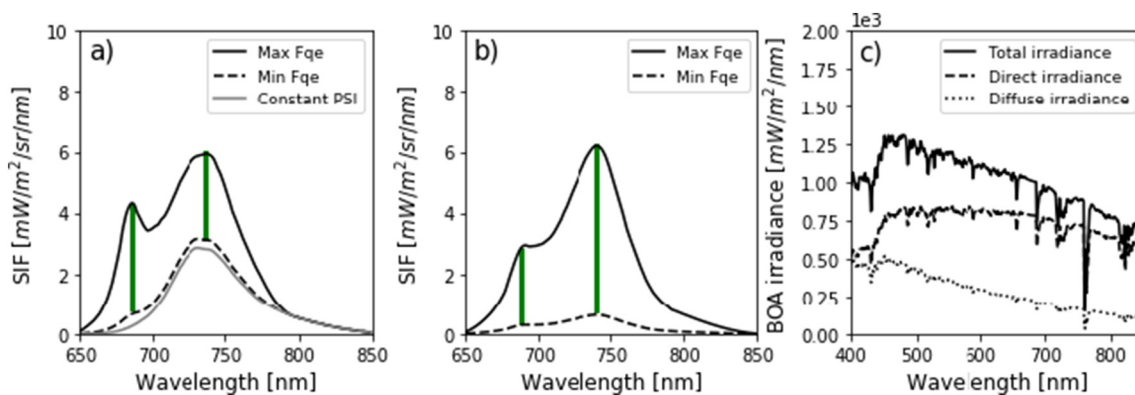 a)
Max Fqe
Min Fqe
Constant PSI
SIF [mW/m²/sr/nm]
10
8
6
4
2
0
650 700 750 800 850
Wavelength [nm]
b)
Max Fqe
Min Fqe
SIF [mW/m²/sr/nm]
10
8
6
4
2
0
650 700 750 800 850
Wavelength [nm]
1e3
c)
Total irradiance
Direct irradiance
Diffuse irradiance
BOA irradiance [mW/m²/nm]
2.00
1.75
1.50
1.25
1.00
0.75
0.50
0.25
0.00
400 500 500 700 800
Wavelength [nm]